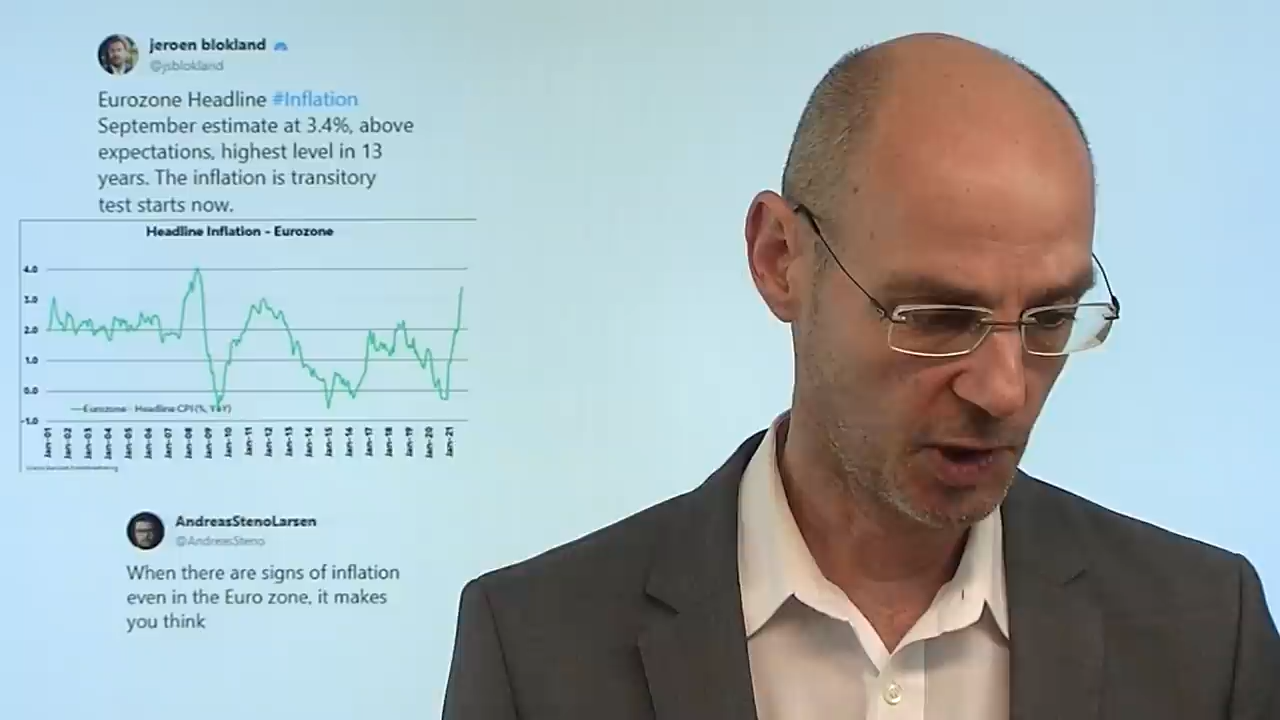 jeroen blokland
@jsblokland
Eurozone Headline #Inflation
September estimate at 3.4%, above
expectations, highest level in 13
years. The inflation is transitory
test starts now.
Headline Inflation - Eurozone
4.0
3.0
2.0
1.0
0.0
-1.0
Eurozone - Headline CPI (%, YoY)
Jan-01
Jan-02
Jan-03
Jan-04
Jan-05
Jan-06
Jan-07
Jan-08
Jan-09
Jan-10
Jan-11
Jan-12
Jan-13
Jan-14
Jan-15
Jan-16
Jan-17
Jan-18
Jan-19
Jan-20
Jan-21
AndreasStenoLarsen
@AndreasSteno
When there are signs of inflation
even in the Euro zone, it makes
you think